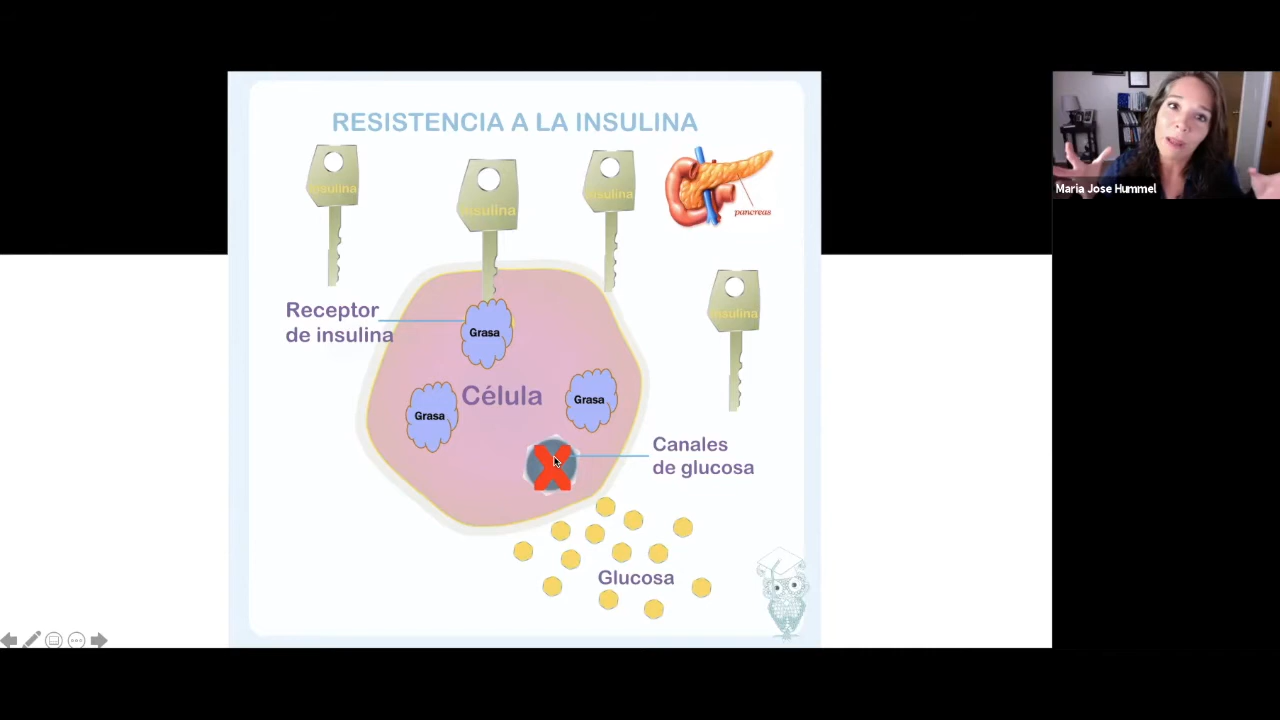 RESISTENCIA A LA INSULINA
Insulina
Insulina
Insulina
pancreas
Maria Jose Hummel
Insulina
Receptor
de insulina
Grasa
Célula
Grasa
Grasa
Canales
de glucosa
Glucosa